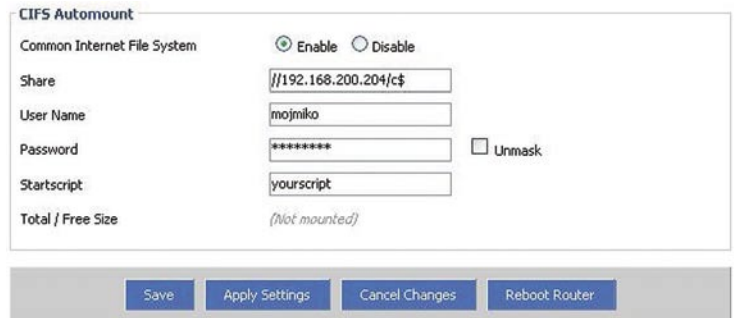 CIFS Automount
Common Internet File System Enable Disable
Share //192.168.200.204/c$
User Name mojmiko
Password ******** Unmask
Startscript yourscript
Total / Free Size (Not mounted)
Save Apply Settings Cancel Changes Reboot Router